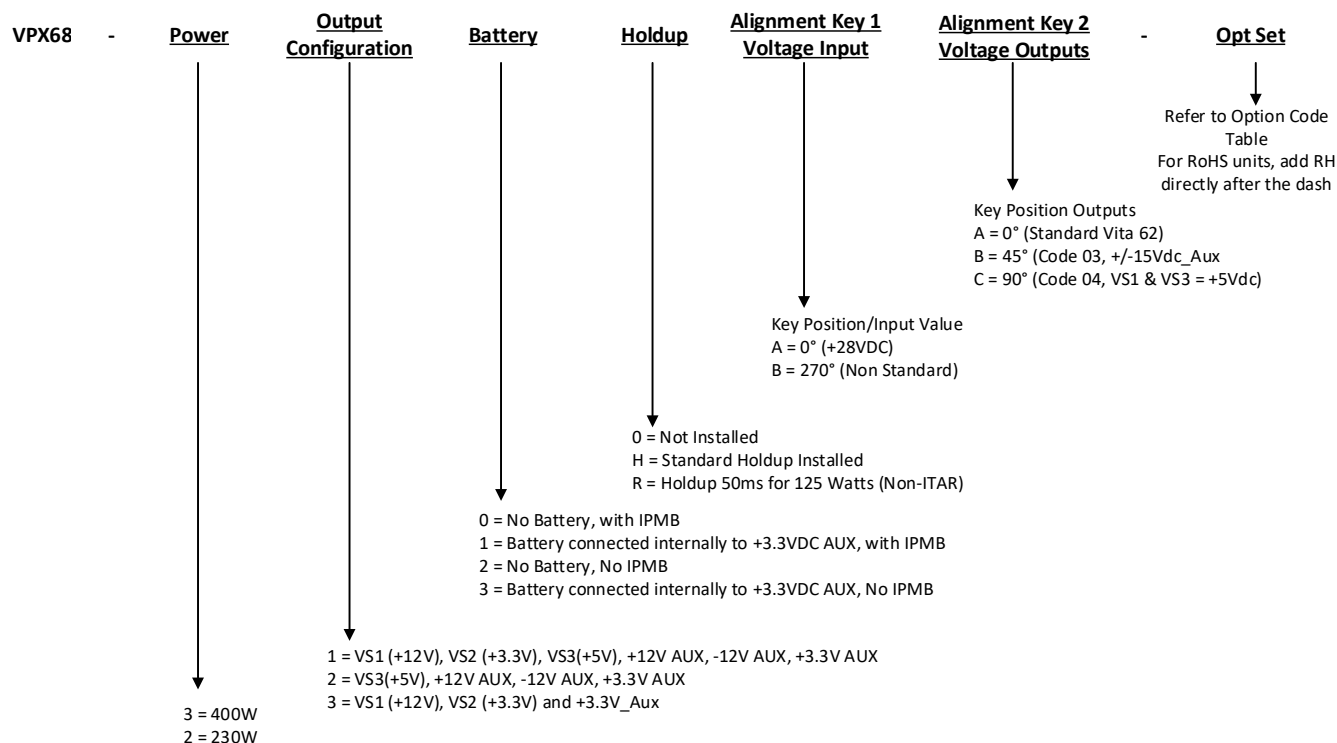 VPX68 - Power Output Configuration Battery Holdup Alignment Key 1 Voltage Input Alignment Key 2 Voltage Outputs - Opt Set
Refer to Option Code
Table
For RoHS units, add RH
directly after the dash
Key Position Outputs
A = 0° (Standard Vita 62)
B = 45° (Code 03, +/-15Vdc_Aux
C = 90° (Code 04, VS1 & VS3 = +5Vdc)
Key Position/Input Value
A = 0° (+28VDC)
B = 270° (Non Standard)
0 = Not Installed
H = Standard Holdup Installed
R = Holdup 50ms for 125 Watts (Non-ITAR)
0 = No Battery, with IPMB
1 = Battery connected internally to +3.3VDC AUX, with IPMB
2 = No Battery, No IPMB
3 = Battery connected internally to +3.3VDC AUX, No IPMB
1 = VS1 (+12V), VS2 (+3.3V), VS3(+5V), +12V AUX, -12V AUX, +3.3V AUX
2 = VS3(+5V), +12V AUX, -12V AUX, +3.3V AUX
3 = VS1 (+12V), VS2 (+3.3V) and +3.3V_Aux
3 = 400W
2 = 230W